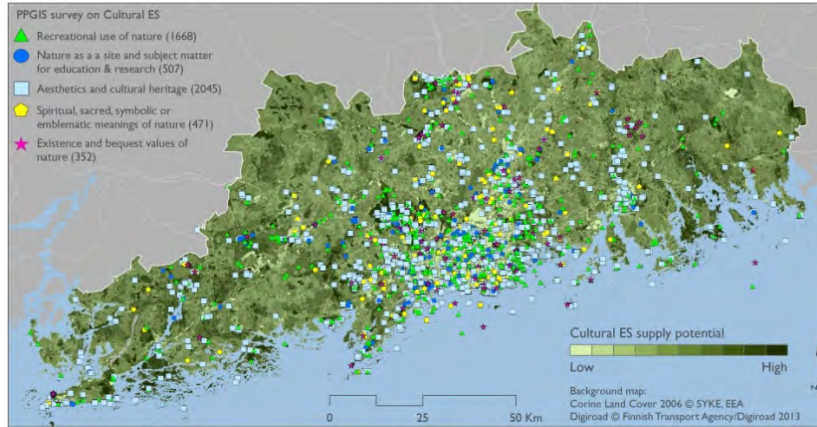 PPGIS survey on Cultural ES
Recreational use of nature (1668)
Nature as a a site and subject matter
for education & research (507)
Aesthetics and cultural heritage (2045)
Spiritual, sacred, symbolic or
emblematic meanings of nature (471)
Existence and bequest values of
nature (352)
Cultural ES supply potential
Low High
Background map:
Corine Land Cover 2006 © SYKE, EEA
Digiroad © Finnish Transport Agency/Digiroad 2013
0 25 50 Km